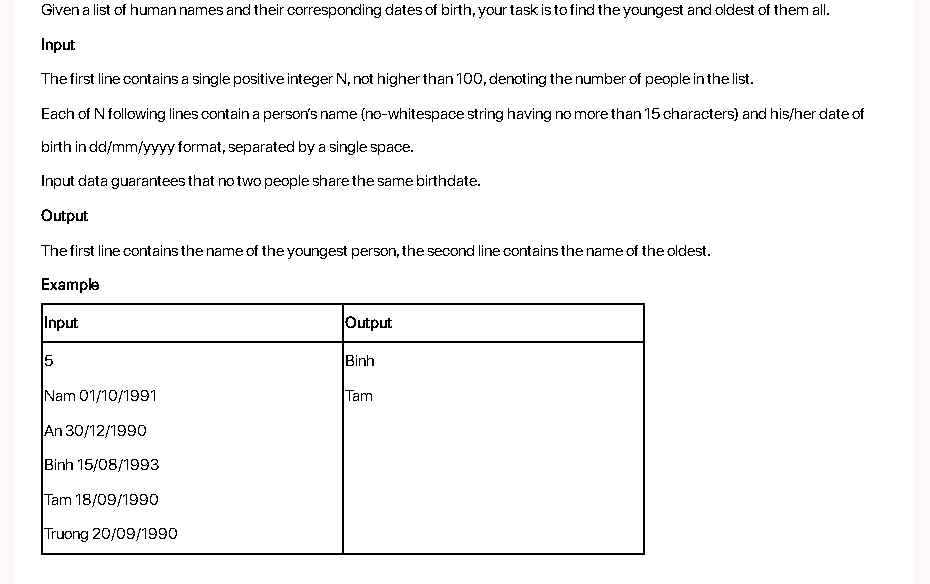 Given a list of human names and their corresponding dates of birth, your task is to find the youngest and oldest of them all.
Input
The first line contains a single positive integer N, not higher than 100, denoting the number of people in the list.
Each of N following lines contain a person's name (no-whitespace string having no more than 15 characters) and his/her date of
birth in dd/mm/yyyy format, separated by a single space.
Input data guarantees that no two people share the same birthdate.
Output
The first line contains the name of the youngest person, the second line contains the name of the oldest.
Example
Input Output
5 Binh
Nam 01/10/1991 Tam
An 30/12/1990
Binh 15/08/1993
Tam 18/09/1990
Truong 20/09/1990